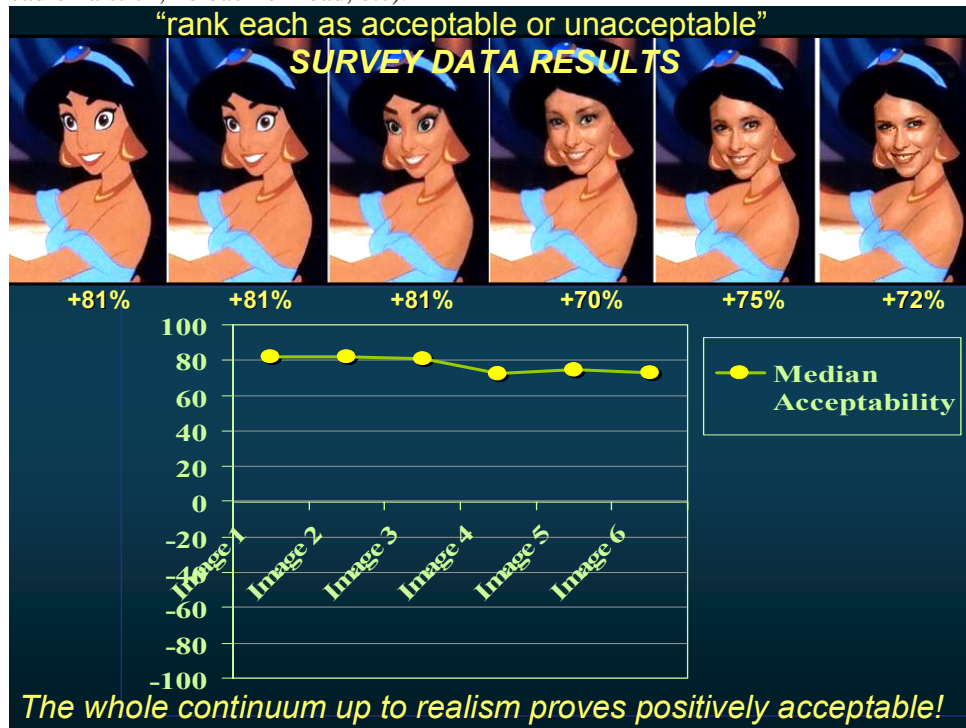 “rank each as acceptable or unacceptable”
SURVEY DATA RESULTS
+81% +81% +81% +70% +75% +72%
100
80
60
40
20
0
-20
-40
-60
-80
-100
Image 1
Image 2
Image 3
Image 4
Image 5
Image 6
Median
Acceptability
The whole continuum up to realism proves positively acceptable!